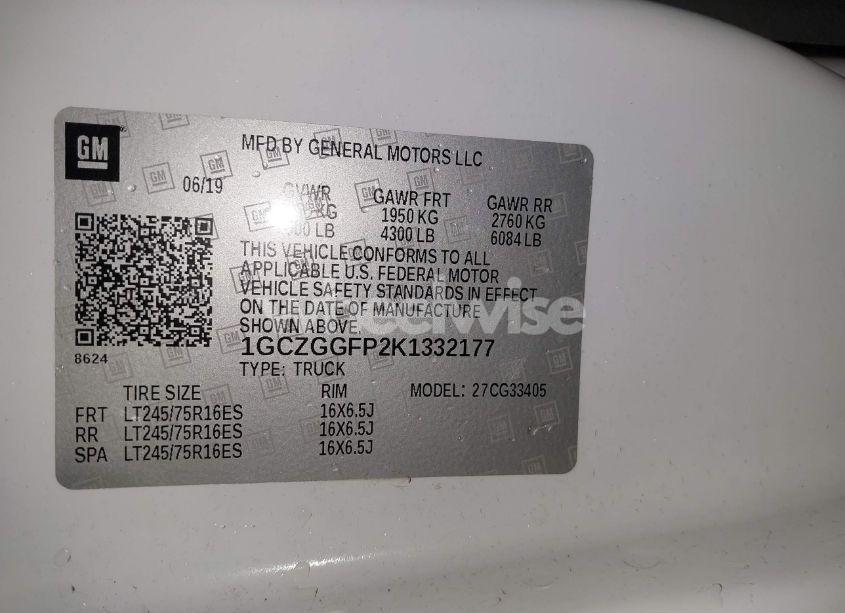 GM
MFD BY GENERAL MOTORS LLC
06/19
GVWR GAWR FRT GAWR RR
KG 1950 KG 2760 KG
LB 4300 LB 6084 LB
THIS VEHICLE CONFORMS TO ALL
APPLICABLE U.S. FEDERAL MOTOR
VEHICLE SAFETY STANDARDS IN EFFECT
ON THE DATE OF MANUFACTURE
SHOWN ABOVE.
8624
1GCZGGFP2K1332177
TYPE: TRUCK
TIRE SIZE RIM MODEL: 27CG33405
FRT LT245/75R16ES 16X6.5J
RR LT245/75R16ES 16X6.5J
SPA LT245/75R16ES 16X6.5J